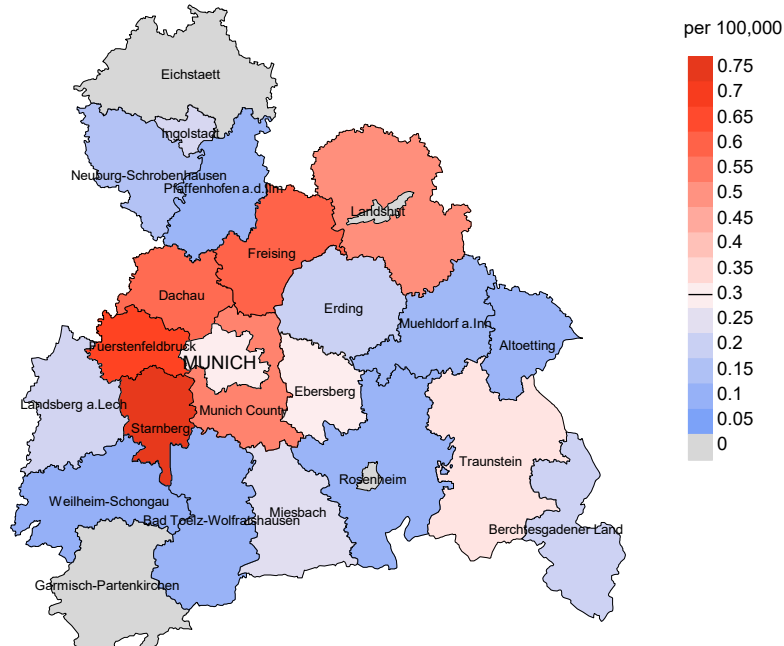 per 100,000
0.75
0.7
0.65
0.6
0.55
0.5
0.45
0.4
0.35
0.3
0.25
0.2
0.15
0.1
0.05
0
Eichstaett
Ingolstadt
Neuburg-Schrobenhausen
Pfaffenhofen a.d.Ilm
Landshut
Freising
Dachau
Erding
Muehldorf a.Inn
Altoetting
Fuerstenfeldbruck
MUNICH
Ebersberg
Landsberg a.Lech
Munich County
Starnberg
Traunstein
Rosenheim
Weilheim-Schongau
Miesbach
Bad Toelz-Wolfratshausen
Berchtesgadener Land
Garmisch-Partenkirchen